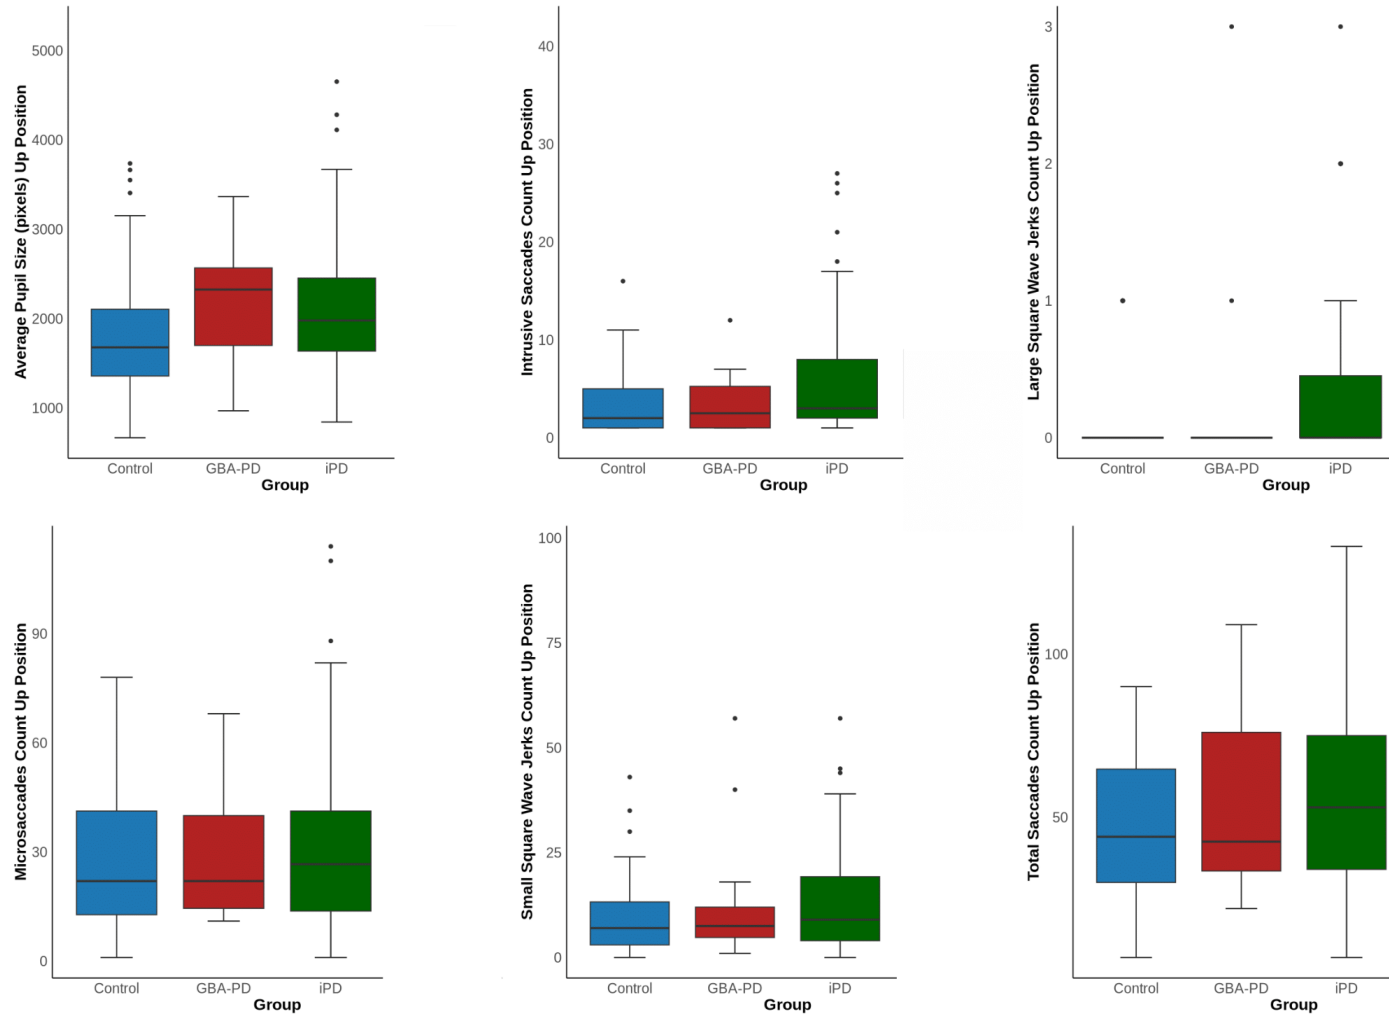 Average Pupil Size (pixels) Up Position
5000
4000
3000
2000
1000
Control GBA-PD iPD
Group
Intrusive Saccades Count Up Position
40
30
20
10
0
Control GBA-PD iPD
Group
Large Square Wave Jerks Count Up Position
3
2
1
0
Control GBA-PD iPD
Group
Microsaccades Count Up Position
90
60
30
0
Control GBA-PD iPD
Group
Small Square Wave Jerks Count Up Position
100
75
50
25
0
Control GBA-PD iPD
Group
Total Saccades Count Up Position
100
50
Control GBA-PD iPD
Group